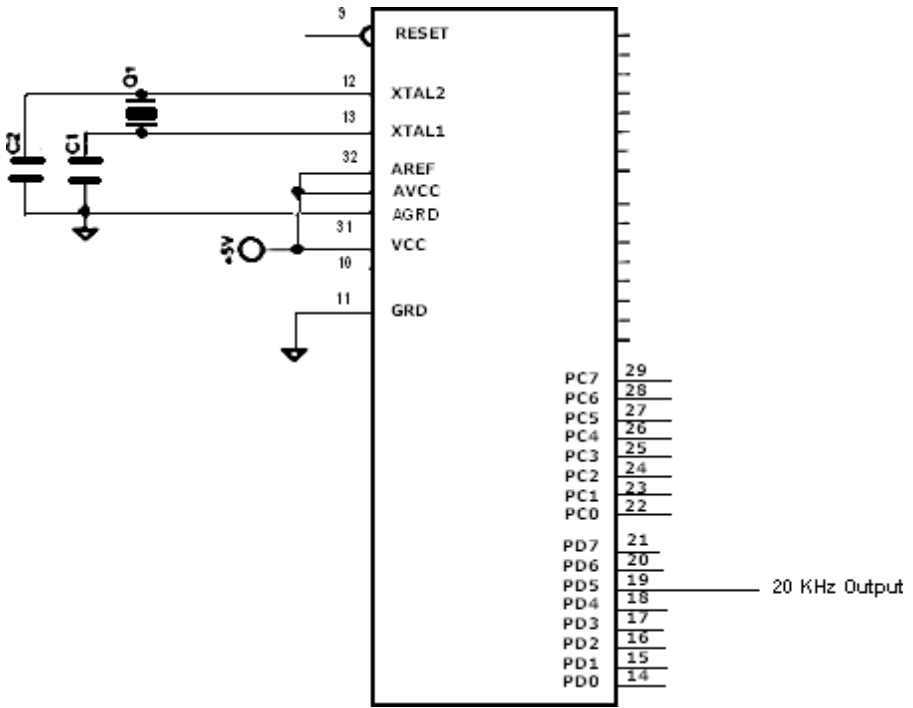 9
RESET
Q1
12
XTAL2
13
XTAL1
C2
C1
32
AREF
AVCC
AGRD
31
+5V
VCC
10
11
GRD
PC7 29
PC6 28
PC5 27
PC4 26
PC3 25
PC2 24
PC1 23
PC0 22
PD7 21
PD6 20
PD5 19 20 KHz Output
PD4 18
PD3 17
PD2 16
PD1 15
PD0 14